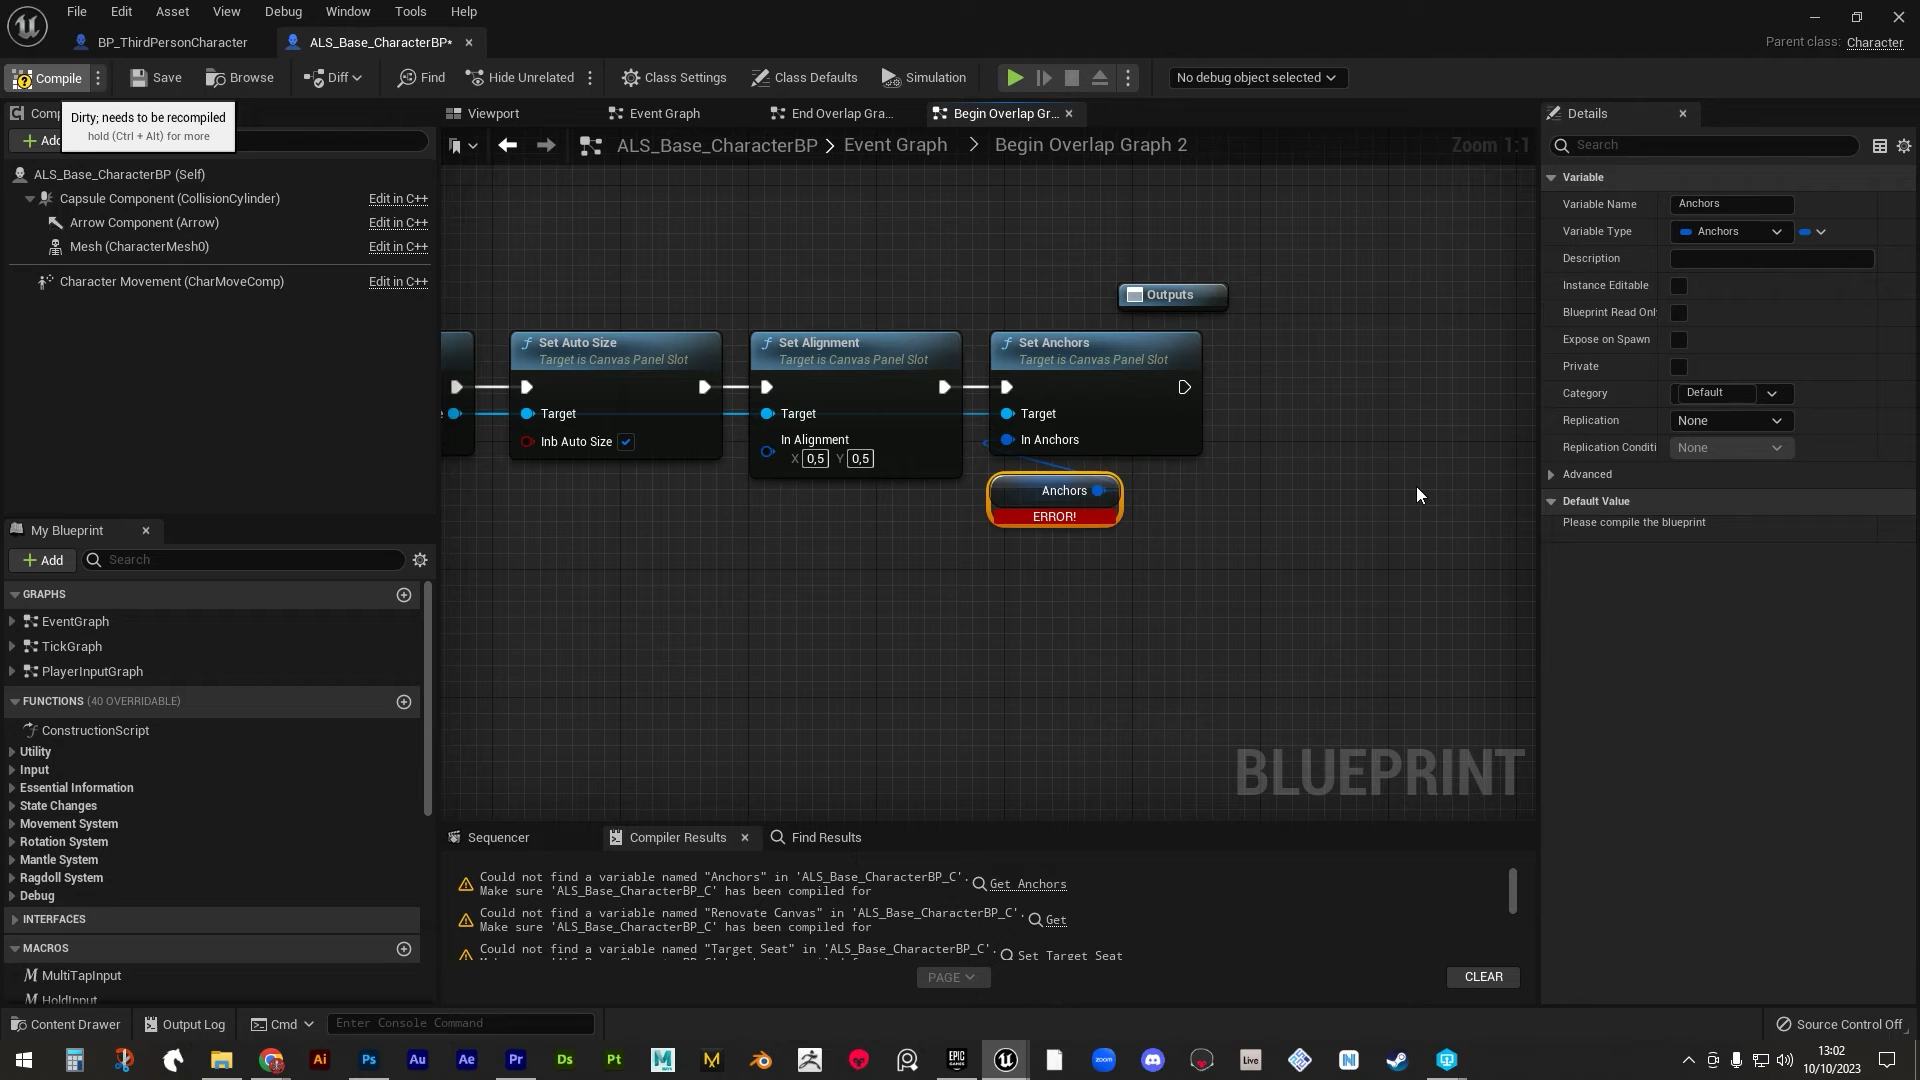 File Edit Asset View Debug Window Tools Help
BP_ThirdPersonCharacter ALS_Base_CharacterBP*
Parent class: Character
Compile Save Browse Diff Find Hide Unrelated Class Settings Class Defaults Simulation No debug object selected
Dirty; needs to be recompiled
hold (Ctrl + Alt) for more
Viewport Event Graph End Overlap Gra... Begin Overlap Gr...
ALS_Base_CharacterBP > Event Graph > Begin Overlap Graph 2
Zoom 1:1
ALS_Base_CharacterBP (Self)
Capsule Component (CollisionCylinder) Edit in C++
Arrow Component (Arrow) Edit in C++
Mesh (CharacterMesh0) Edit in C++
Character Movement (CharMoveComp) Edit in C++
My Blueprint
Add Search
GRAPHS
EventGraph
TickGraph
PlayerInputGraph
FUNCTIONS (40 OVERRIDABLE)
ConstructionScript
Utility
Input
Essential Information
State Changes
Movement System
Rotation System
Mantle System
Ragdoll System
Debug
INTERFACES
MACROS
MultiTapInput
HoldInput
Outputs
Set Auto Size
Target is Canvas Panel Slot
Target
Inb Auto Size
Set Alignment
Target is Canvas Panel Slot
Target
In Alignment
X 0,5 Y 0,5
Set Anchors
Target is Canvas Panel Slot
Target
In Anchors
Anchors
ERROR!
BLUEPRINT
Sequencer Compiler Results Find Results
Could not find a variable named "Anchors" in 'ALS_Base_CharacterBP_C'.
Make sure 'ALS_Base_CharacterBP_C' has been compiled for Get Anchors
Could not find a variable named "Renovate Canvas" in 'ALS_Base_CharacterBP_C'.
Make sure 'ALS_Base_CharacterBP_C' has been compiled for Get
Could not find a variable named "Target Seat" in 'ALS_Base_CharacterBP_C'.
Set Target Seat
PAGE CLEAR
Details
Search
Variable
Variable Name Anchors
Variable Type Anchors
Description
Instance Editable
Blueprint Read Onl
Expose on Spawn
Private
Category Default
Replication None
Replication Conditi None
Advanced
Default Value
Please compile the blueprint
Content Drawer Output Log Cmd Enter Console Command Source Control Off
Ai Ps Au Ae Pr Ds Pt M EPIC GAMES zoom Live N
13:02
10/10/2023